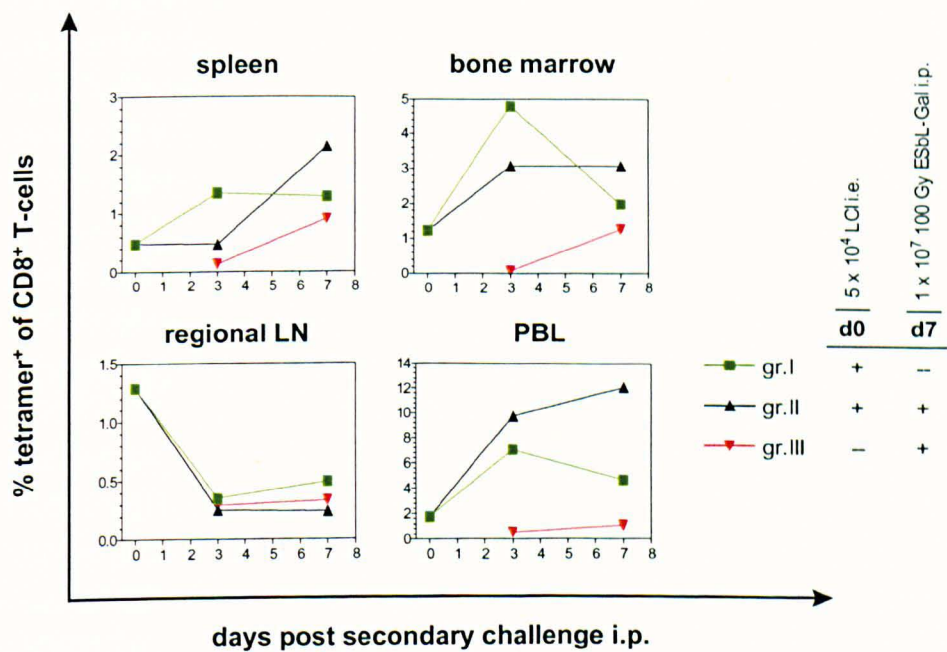 spleen
3
2
1
0
0 1 2 3 4 5 6 7 8
bone marrow
5
4
3
2
1
0
0 1 2 3 4 5 6 7 8
regional LN
1.5
1.0
0.5
0.0
0 1 2 3 4 5 6 7 8
PBL
14
12
10
8
6
4
2
0
0 1 2 3 4 5 6 7 8
% tetramer⁺ of CD8⁺ T-cells
days post secondary challenge i.p.
5 x 10⁴ LCl i.e.
1 x 10⁷ 100 Gy ESbL-Gal i.p.
d0 d7
gr.I + –
gr.II + +
gr.III – +